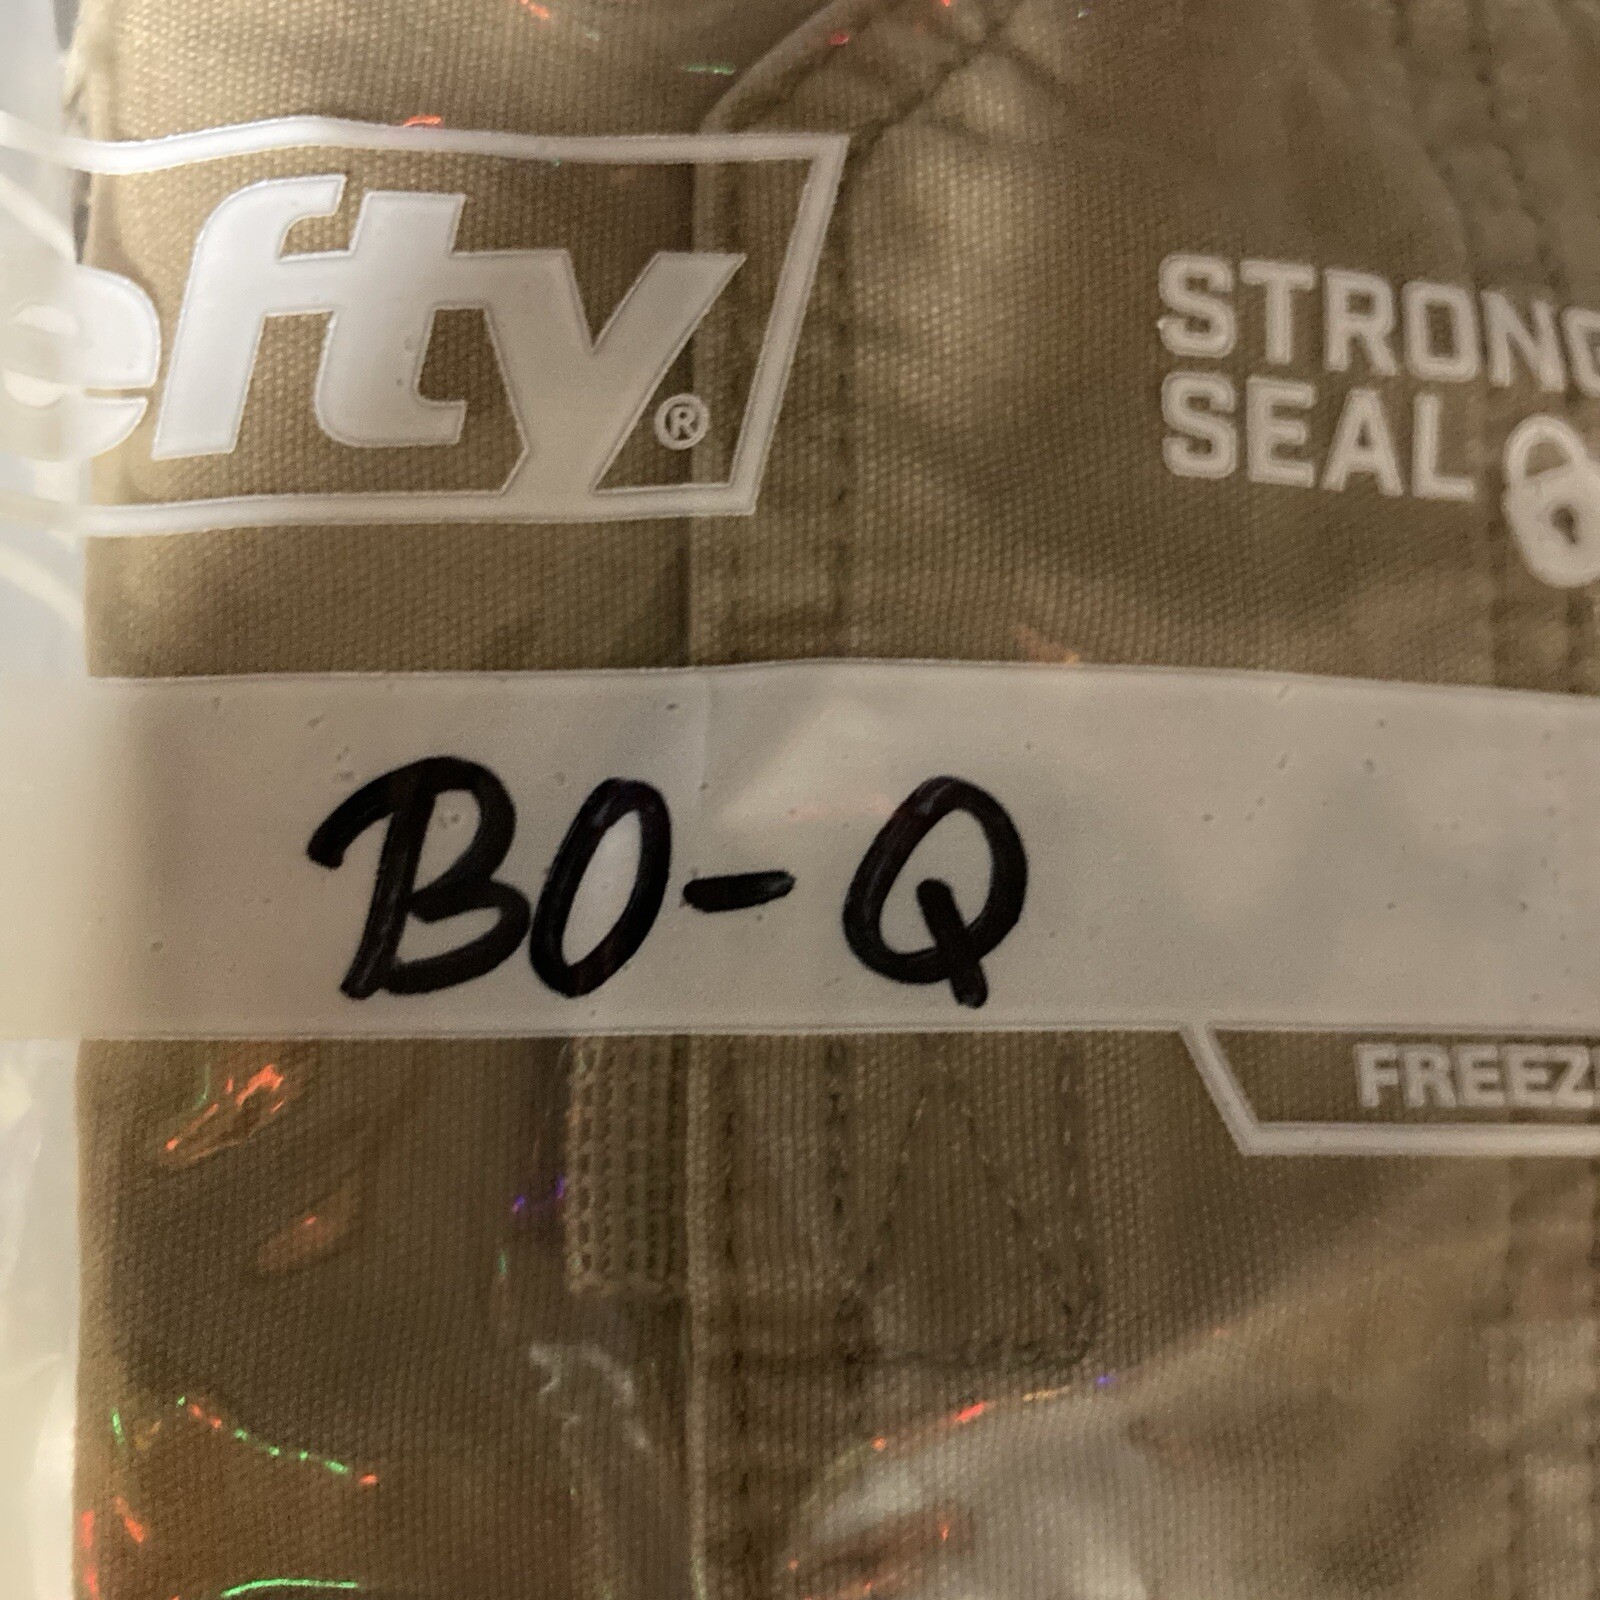 efty®
STRONG
SEAL
BO-Q
FREEZ